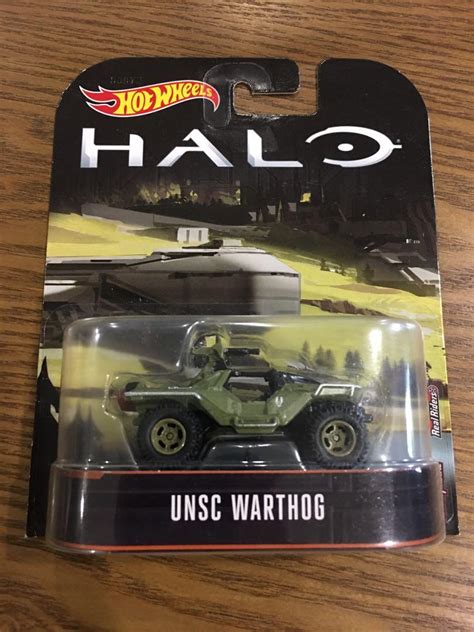 Hot Wheels
HALO
Real Riders
UNSC WARTHOG